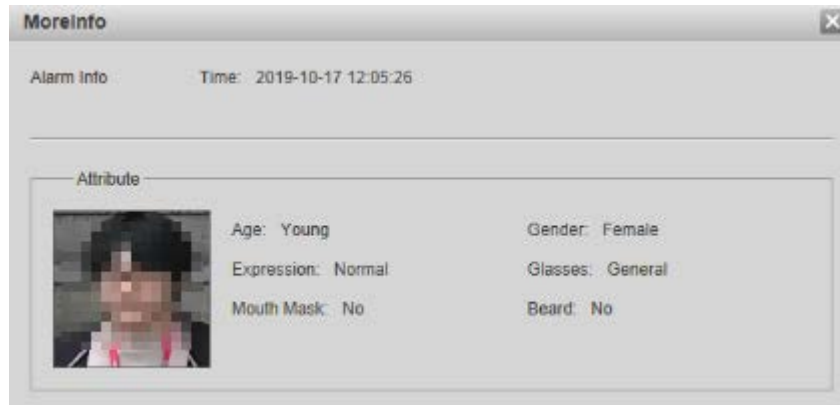 MoreInfo
Alarm Info Time: 2019-10-17 12:05:26
Attribute
Age: Young Gender: Female
Expression: Normal Glasses: General
Mouth Mask: No Beard: No